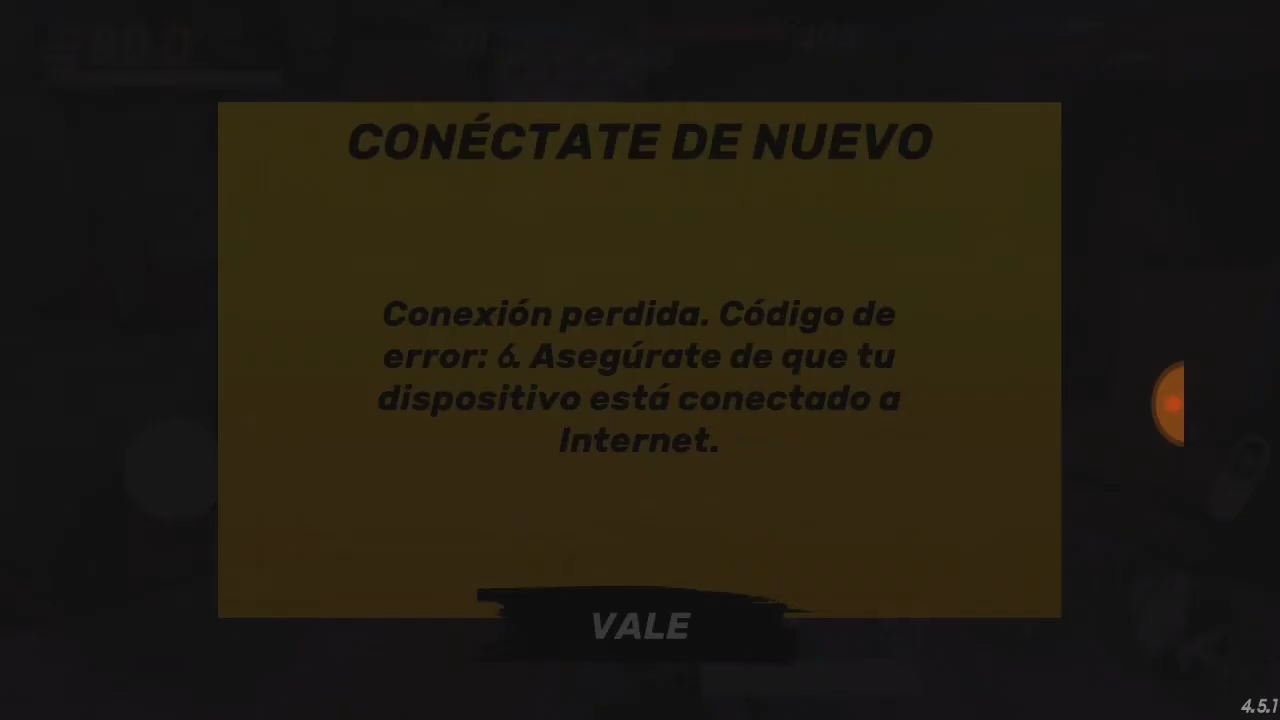 CONÉCTATE DE NUEVO
Conexión perdida. Código de
error: 6. Asegúrate de que tu
dispositivo está conectado a
Internet.
VALE
4.5.1